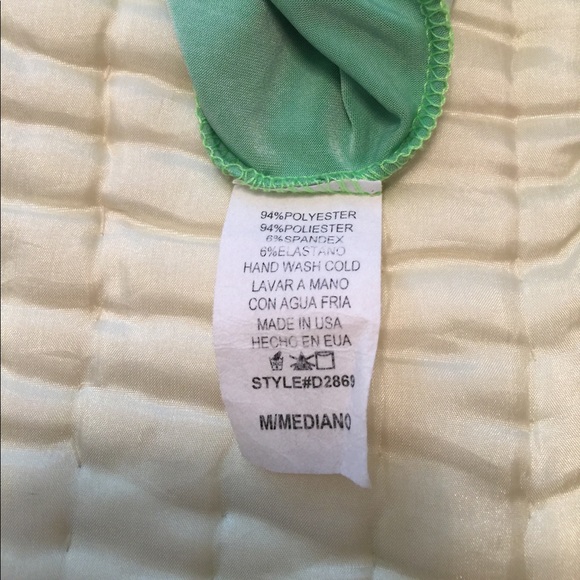 94%POLYESTER
94%POLIESTER
6%SPANDEX
6%ELASTANO
HAND WASH COLD
LAVAR A MANO
CON AGUA FRIA
MADE IN USA
HECHO EN EUA
STYLE#D2869
M/MEDIANO